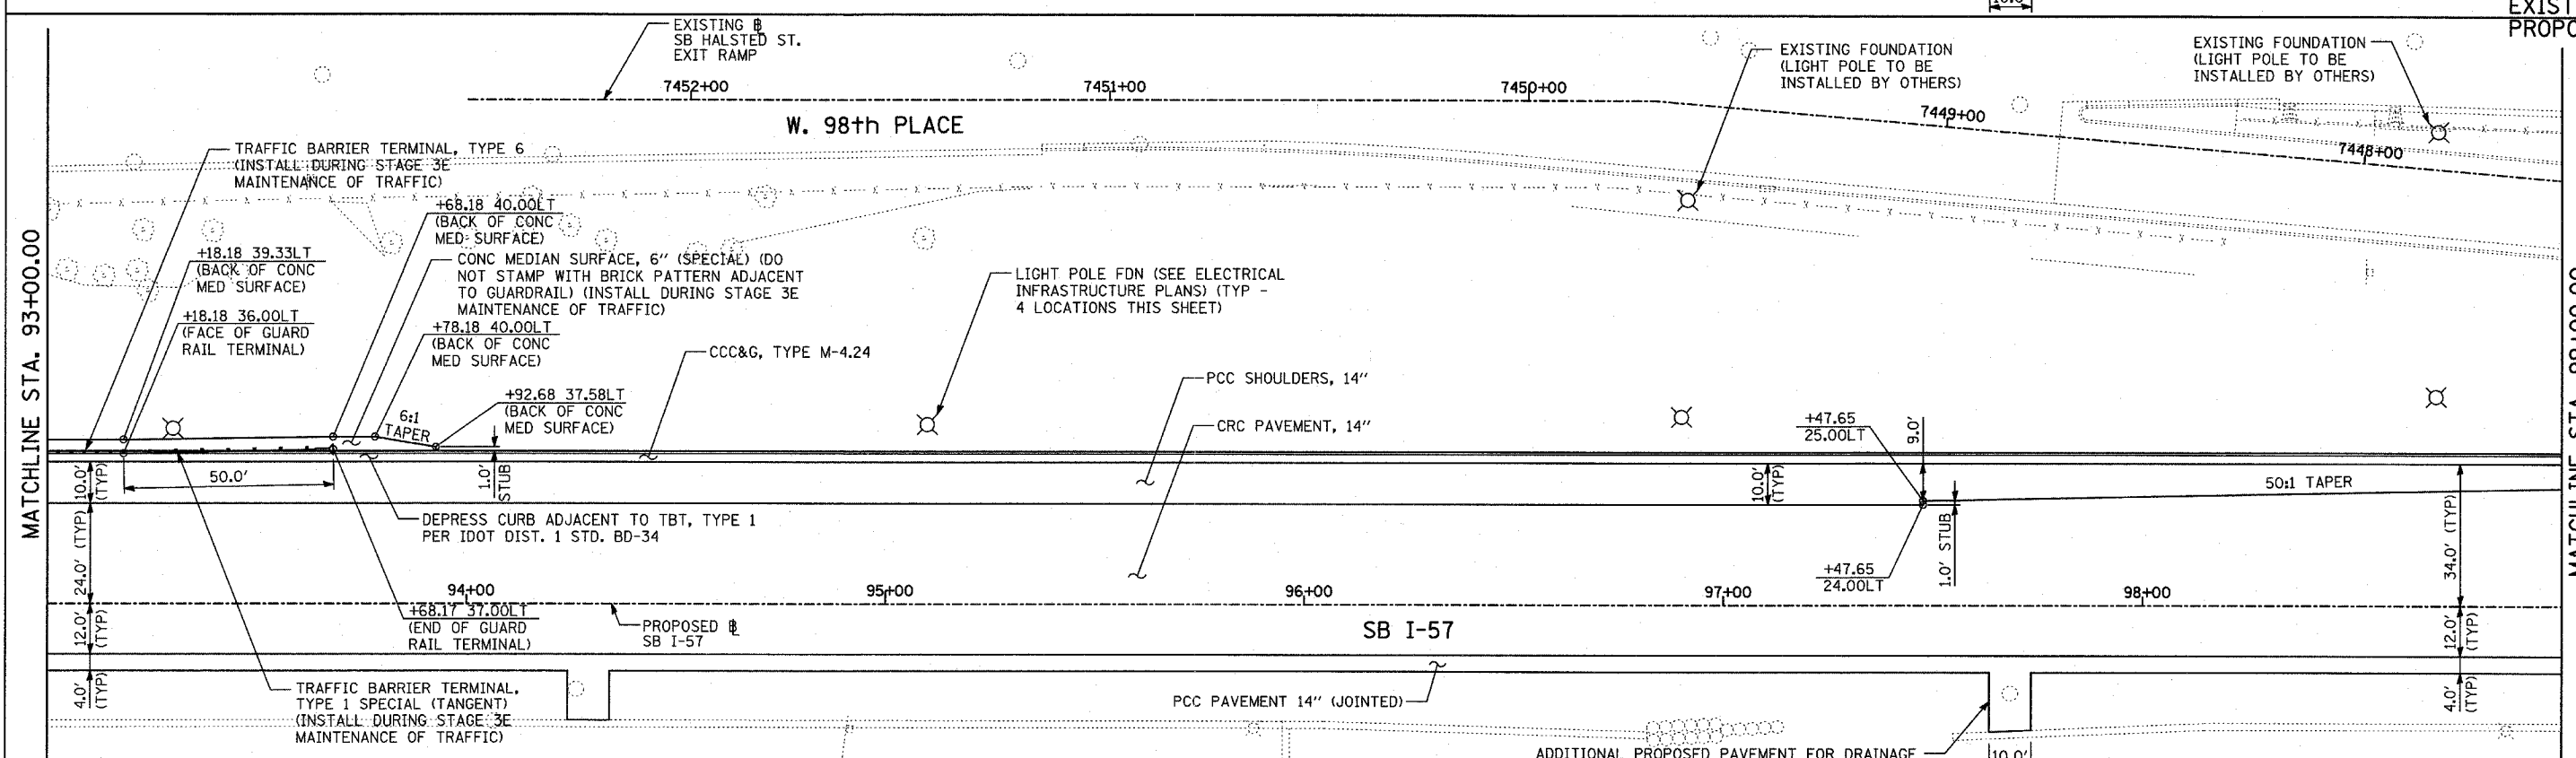 EXISTING B
SB HALSTED ST.
EXIT RAMP
7452+00
7451+00
7450+00
7449+00
7448+00
EXISTING FOUNDATION
(LIGHT POLE TO BE
INSTALLED BY OTHERS)
EXISTING FOUNDATION
(LIGHT POLE TO BE
INSTALLED BY OTHERS)
EXIST
PROPO
W. 98th PLACE
TRAFFIC BARRIER TERMINAL, TYPE 6
(INSTALL DURING STAGE 3E
MAINTENANCE OF TRAFFIC)
+68.18 40.00LT
(BACK OF CONC
MED SURFACE)
+18.18 39.33LT
(BACK OF CONC
MED SURFACE)
CONC MEDIAN SURFACE, 6" (SPECIAL) (DO
NOT STAMP WITH BRICK PATTERN ADJACENT
TO GUARDRAIL) (INSTALL DURING STAGE 3E
MAINTENANCE OF TRAFFIC)
LIGHT POLE FDN (SEE ELECTRICAL
INFRASTRUCTURE PLANS) (TYP -
4 LOCATIONS THIS SHEET)
+18.18 36.00LT
(FACE OF GUARD
RAIL TERMINAL)
+78.18 40.00LT
(BACK OF CONC
MED SURFACE)
CCC&G, TYPE M-4.24
PCC SHOULDERS, 14"
CRC PAVEMENT, 14"
+92.68 37.58LT
(BACK OF CONC
MED SURFACE)
6:1
TAPER
MATCHLINE STA. 93+00.00
MATCHLINE STA. 98+00.00
+47.65
25.00LT
9.0'
10.0'
(TYP)
50.0'
1.0'
STUB
10.0'
(TYP)
50:1 TAPER
DEPRESS CURB ADJACENT TO TBT, TYPE 1
PER IDOT DIST. 1 STD. BD-34
24.0' (TYP)
1.0' STUB
34.0' (TYP)
+47.65
24.00LT
94+00
95+00
96+00
97+00
98+00
+68.17 37.00LT
(END OF GUARD
RAIL TERMINAL)
PROPOSED B
SB I-57
SB I-57
12.0'
(TYP)
12.0'
(TYP)
4.0'
(TYP)
4.0'
(TYP)
TRAFFIC BARRIER TERMINAL,
TYPE 1 SPECIAL (TANGENT)
(INSTALL DURING STAGE 3E
MAINTENANCE OF TRAFFIC)
PCC PAVEMENT 14" (JOINTED)
ADDITIONAL PROPOSED PAVEMENT FOR DRAINAGE
10.0'